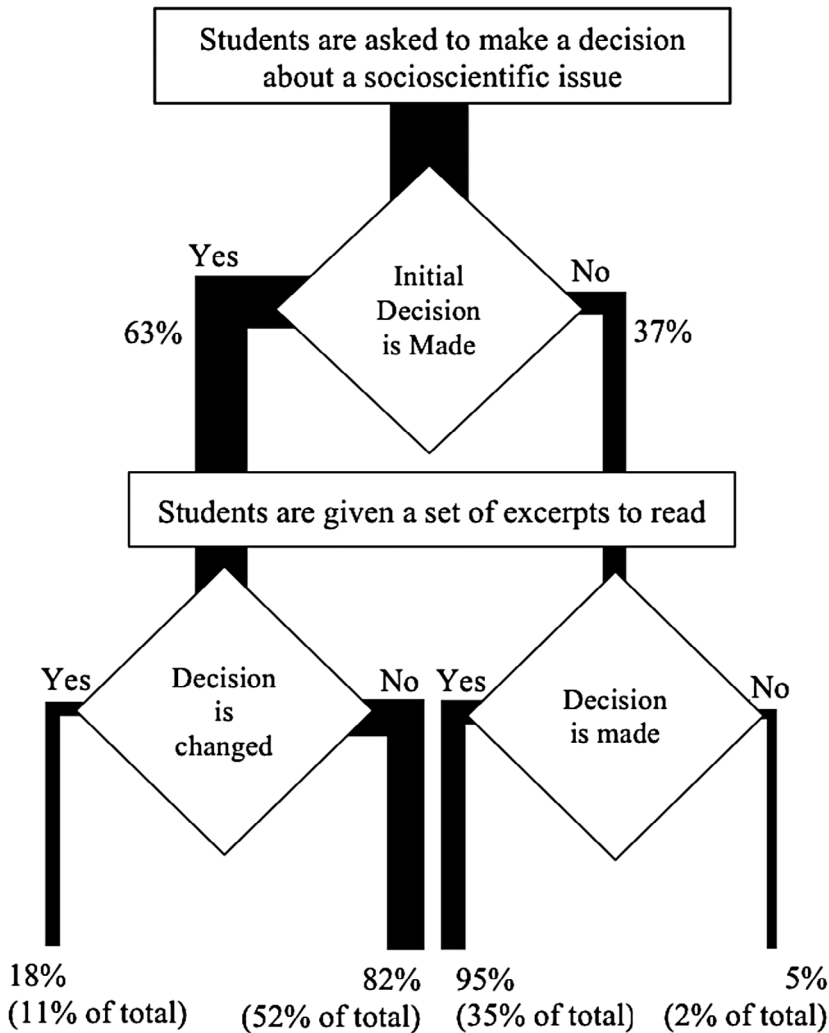 Students are asked to make a decision
about a socioscientific issue
Yes
Initial
Decision
is Made
No
63%
37%
Students are given a set of excerpts to read
Yes
Decision
is
changed
No
Yes
Decision
is made
No
18%
(11% of total)
82%
(52% of total)
95%
(35% of total)
5%
(2% of total)